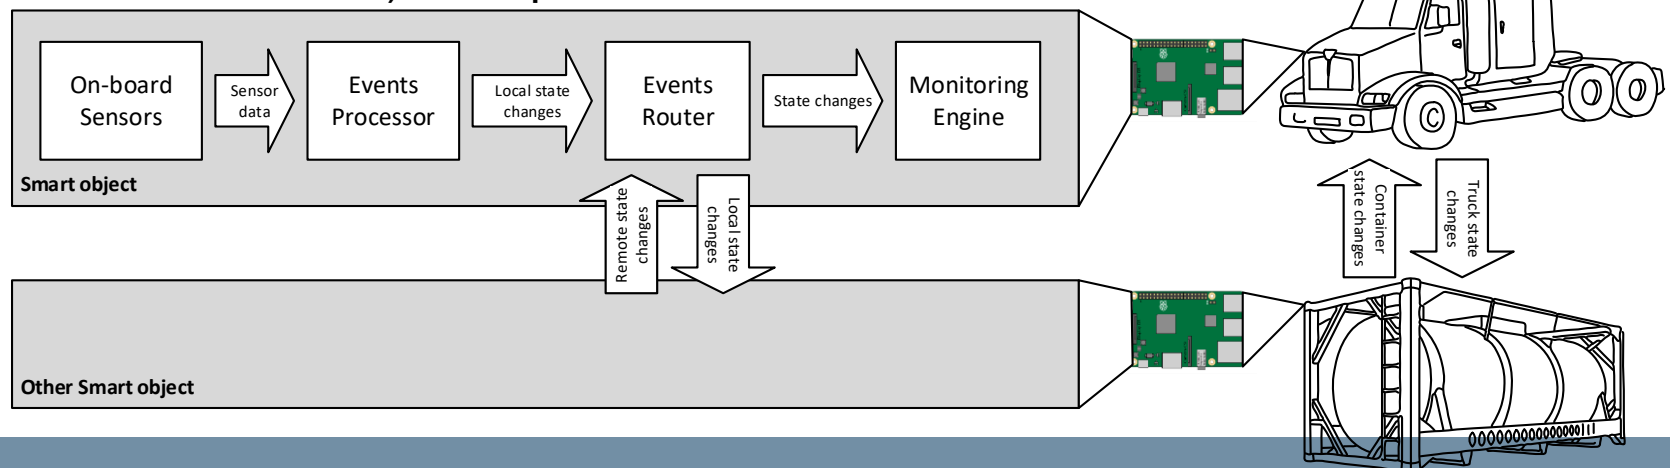 On-board
Sensors
Sensor
data
Events
Processor
Local state
changes
Events
Router
State changes
Monitoring
Engine
Smart object
Remote state
changes
Local state
changes
Container
state changes
Truck state
changes
Other Smart object